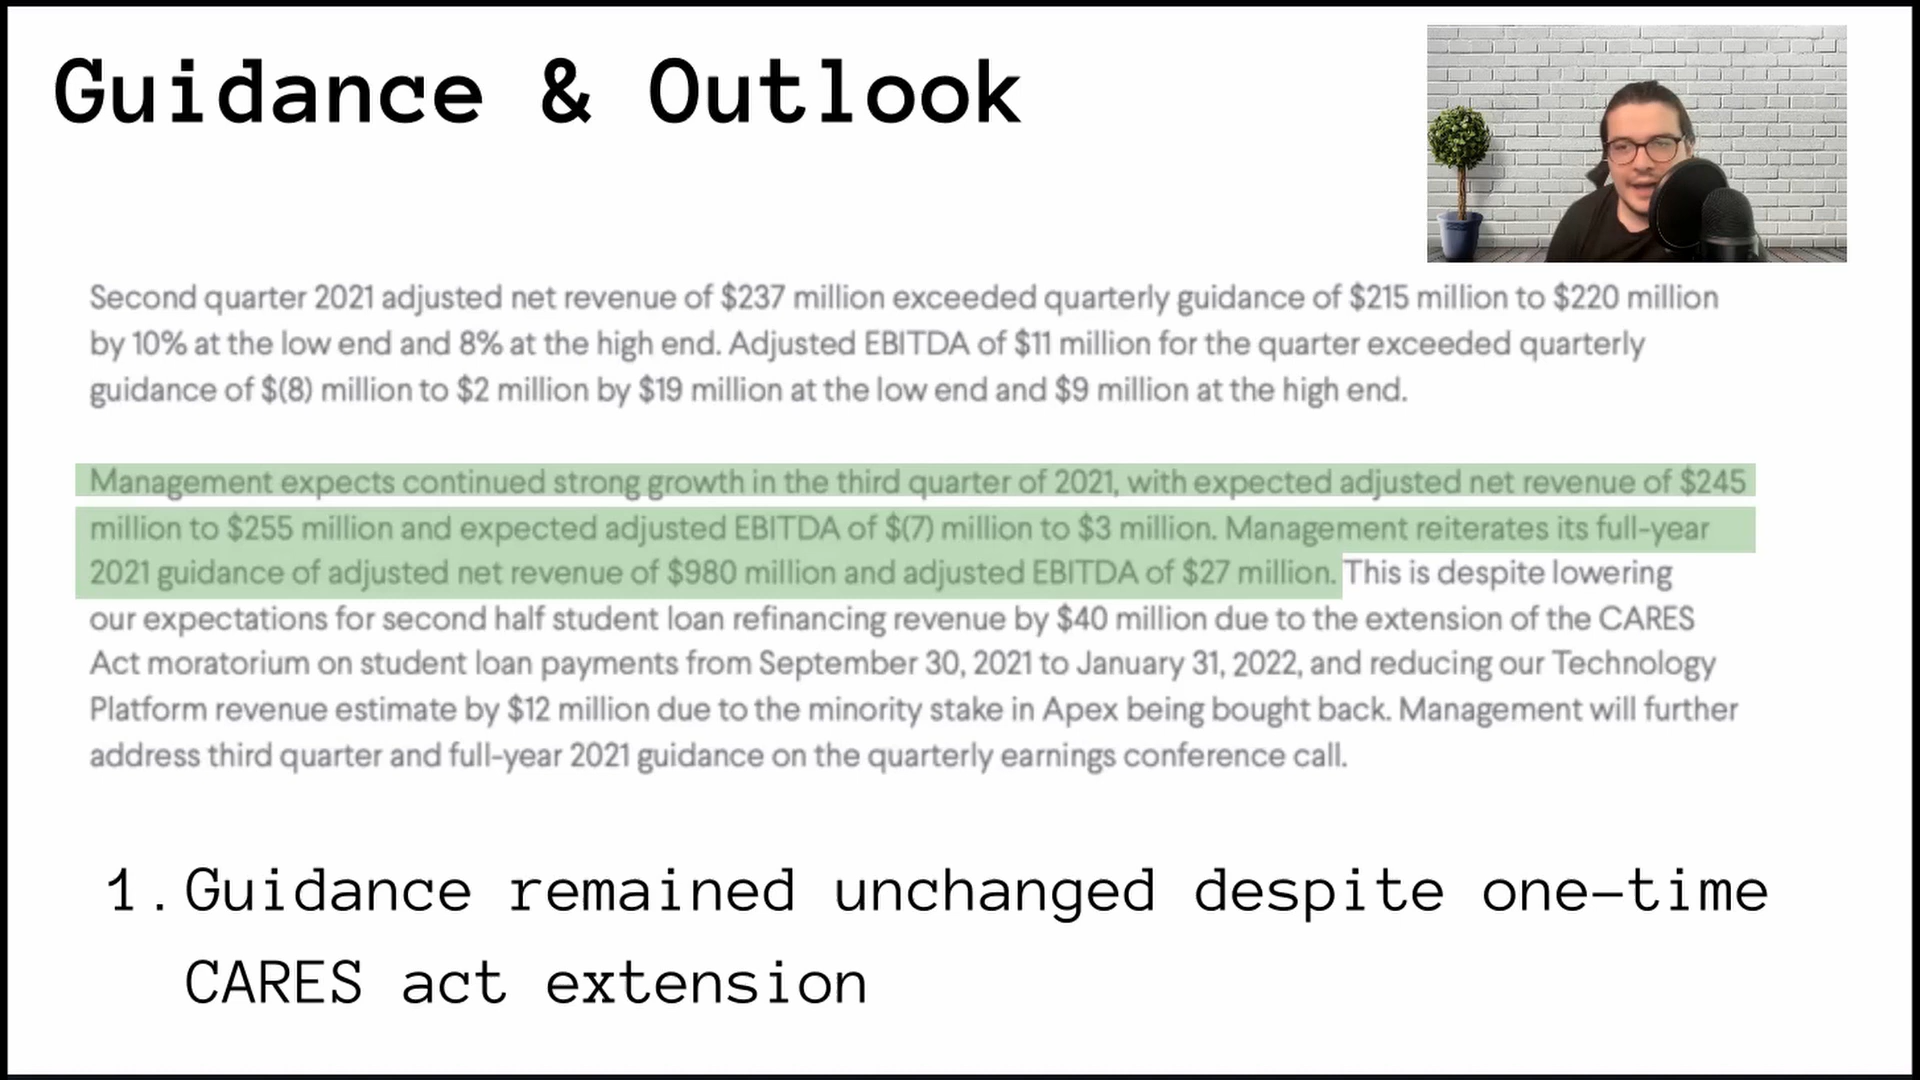 Guidance & Outlook
Second quarter 2021 adjusted net revenue of $237 million exceeded quarterly guidance of $215 million to $220 million
by 10% at the low end and 8% at the high end. Adjusted EBITDA of $11 million for the quarter exceeded quarterly
guidance of $(8) million to $2 million by $19 million at the low end and $9 million at the high end.
Management expects continued strong growth in the third quarter of 2021, with expected adjusted net revenue of $245
million to $255 million and expected adjusted EBITDA of $(7) million to $3 million. Management reiterates its full-year
2021 guidance of adjusted net revenue of $980 million and adjusted EBITDA of $27 million. This is despite lowering
our expectations for second half student loan refinancing revenue by $40 million due to the extension of the CARES
Act moratorium on student loan payments from September 30, 2021 to January 31, 2022, and reducing our Technology
Platform revenue estimate by $12 million due to the minority stake in Apex being bought back. Management will further
address third quarter and full-year 2021 guidance on the quarterly earnings conference call.
1. Guidance remained unchanged despite one-time
CARES act extension